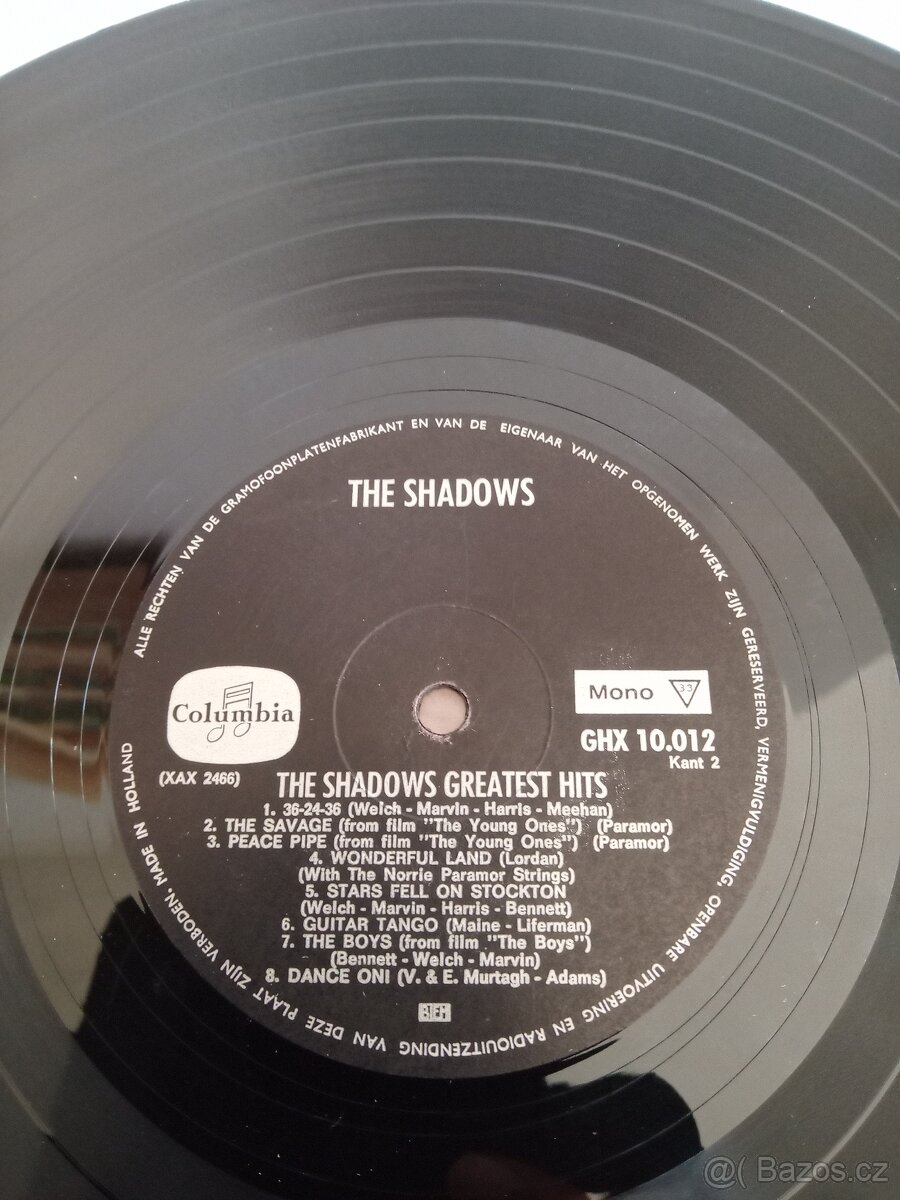 ALLE RECHTEN VAN DE GRAMOFOONPLATENFABRIKANT EN VAN DE EIGENAAR VAN HET OPGENOMEN WERK ZIJN GERESERVEERD, VERMENIGVULDIGING, OPENBARE UITVOERING EN RADIOUITZENDING VAN DEZE PLAAT ZIJN VERBODEN. MADE IN HOLLAND
THE SHADOWS
Columbia
Mono 33
GHX 10.012
Kant 2
(XAX 2466)
THE SHADOWS GREATEST HITS
1. 36-24-36 (Welch - Marvin - Harris - Meehan)
2. THE SAVAGE (from film "The Young Ones") (Paramor)
3. PEACE PIPE (from film "The Young Ones") (Paramor)
4. WONDERFUL LAND (Lordan)
(With The Norrie Paramor Strings)
5. STARS FELL ON STOCKTON
(Welch - Marvin - Harris - Bennett)
6. GUITAR TANGO (Maine - Liferman)
7. THE BOYS (from film "The Boys")
(Bennett - Welch - Marvin)
8. DANCE ON! (V. & E. Murtagh - Adams)
BIEM
@( Bazos.cz